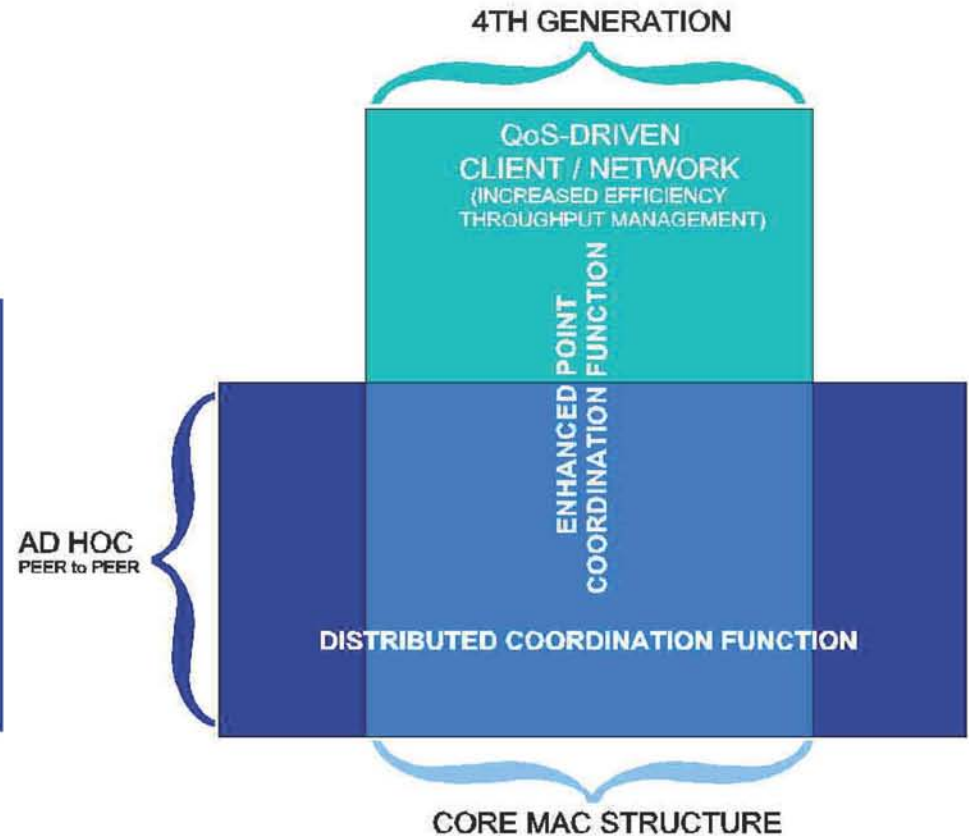 4TH GENERATION
QoS-DRIVEN
CLIENT / NETWORK
(INCREASED EFFICIENCY
THROUGHPUT MANAGEMENT)
ENHANCED POINT
COORDINATION FUNCTION
AD HOC
PEER to PEER
DISTRIBUTED COORDINATION FUNCTION
CORE MAC STRUCTURE